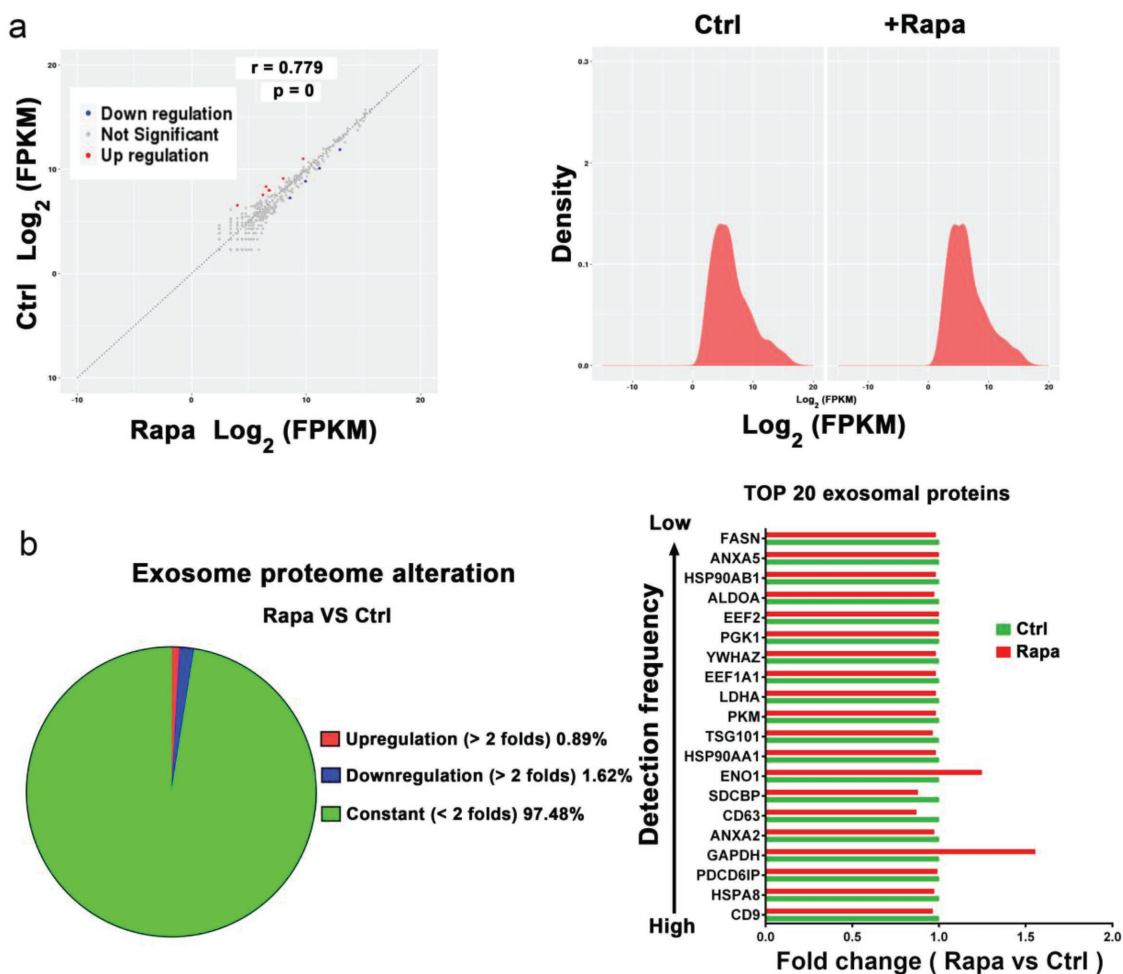 a
r = 0.779
p = 0
Down regulation
Not Significant
Up regulation
20
10
0
10
-10
0
10
20
Ctrl Log2 (FPKM)
Rapa Log2 (FPKM)
Ctrl
+Rapa
0.3
2
0.1
0.0
Density
-10
0
10
20
-10
0
10
20
Log2 (FPKM)
Log2 (FPKM)
b
Exosome proteome alteration
Rapa VS Ctrl
Upregulation (> 2 folds) 0.89%
Downregulation (> 2 folds) 1.62%
Constant (< 2 folds) 97.48%
TOP 20 exosomal proteins
Low
Detection frequency
High
FASN
ANXA5
HSP90AB1
ALDOA
EEF2
PGK1
YWHAZ
EEF1A1
LDHA
PKM
TSG101
HSP90AA1
ENO1
SDCBP
CD63
ANXA2
GAPDH
PDCD6IP
HSPA8
CD9
Ctrl
Rapa
0.0
0.5
1.0
1.5
2.0
Fold change ( Rapa vs Ctrl )